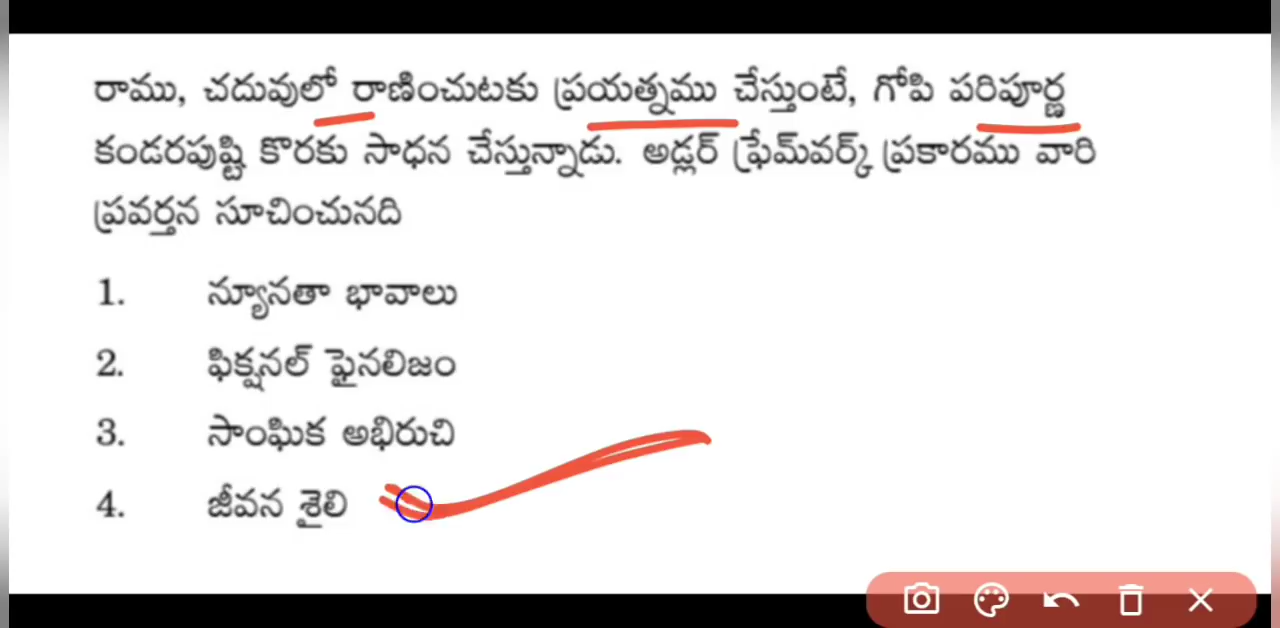 రాము, చదువులో రాణించుటకు ప్రయత్నము చేస్తుంటే, గోపి పరిపూర్ణ
కండరపుష్టి కొరకు సాధన చేస్తున్నాడు. అడ్లర్ ఫ్రేమ్‌వర్క్ ప్రకారము వారి
ప్రవర్తన సూచించునది
1. న్యూనతా భావాలు
2. ఫిక్షనల్ ఫైనలిజం
3. సాంఘిక అభిరుచి
4. జీవన శైలి